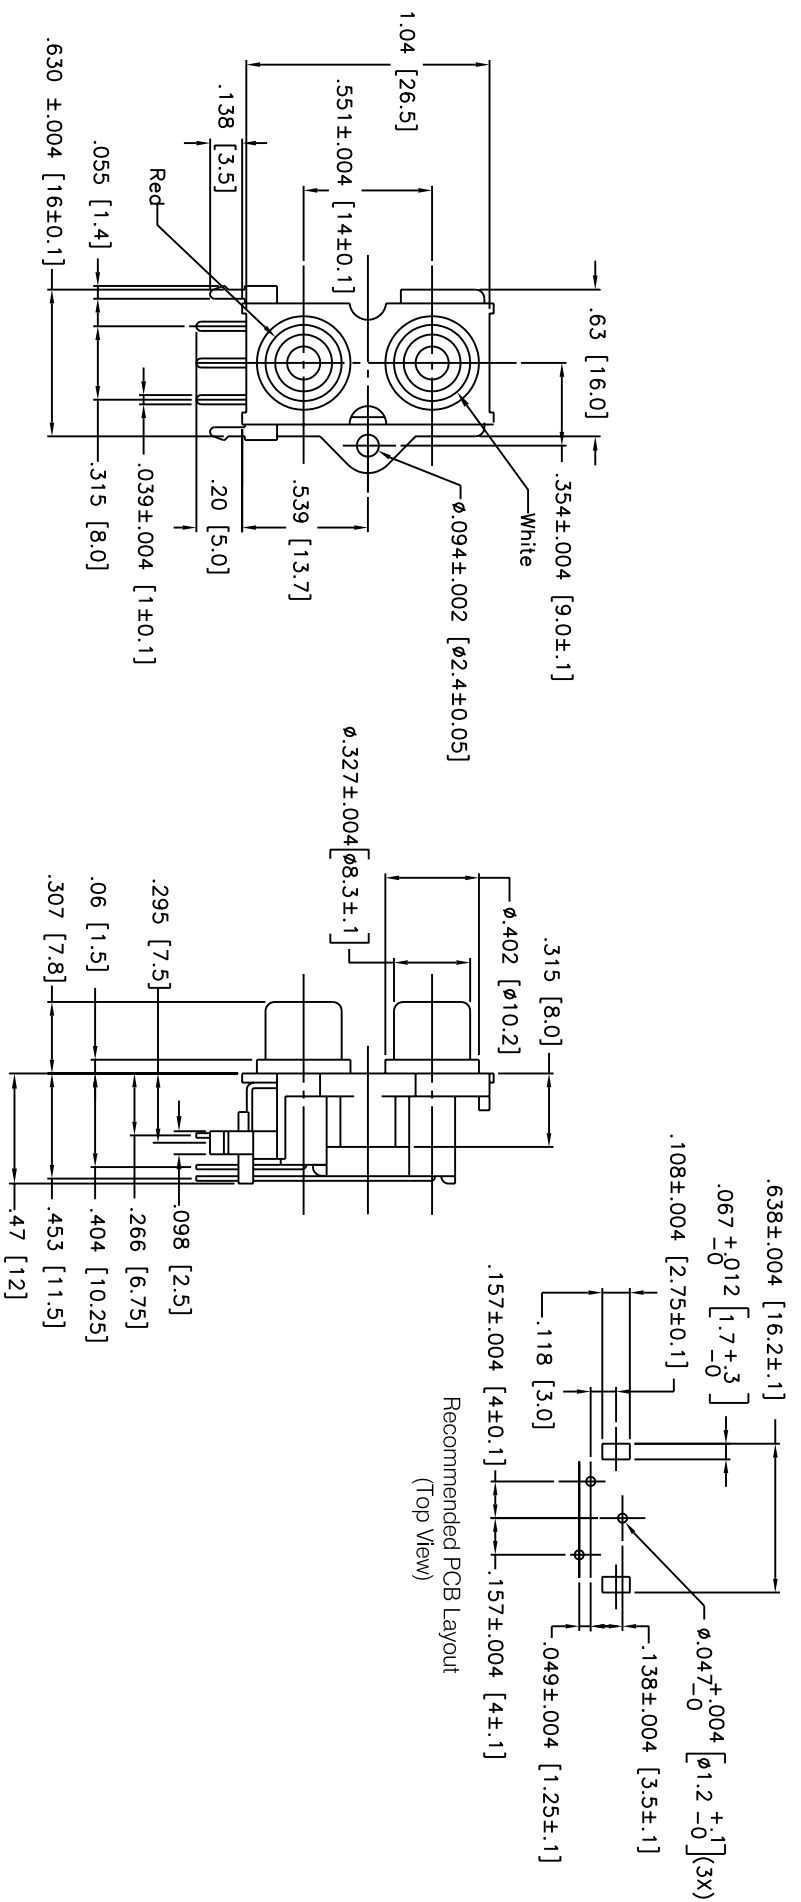 1.04 [26.5]
.551±.004 [14±0.1]
.138 [3.5]
Red
.055 [1.4]
.630 ±.004 [16±0.1]
.63 [16.0]
.354±.004 [9.0±.1]
White
ø.094±.002 [ø2.4±0.05]
.539 [13.7]
.20 [5.0]
.039±.004 [1±0.1]
.315 [8.0]
ø.327±.004[ø8.3±.1]
ø.402 [ø10.2]
.315 [8.0]
.295 [7.5]
.06 [1.5]
.307 [7.8]
.098 [2.5]
.266 [6.75]
.404 [10.25]
.453 [11.5]
.47 [12]
.638±.004 [16.2±.1]
.067 +.012 -0 [1.7 +.3 -0]
.108±.004 [2.75±0.1]
.118 [3.0]
.157±.004 [4±0.1]
ø.047 +.004 -0 [ø1.2 +.1 -0](3X)
.138±.004 [3.5±.1]
.049±.004 [1.25±.1]
.157±.004 [4±.1]
Recommended PCB Layout
(Top View)